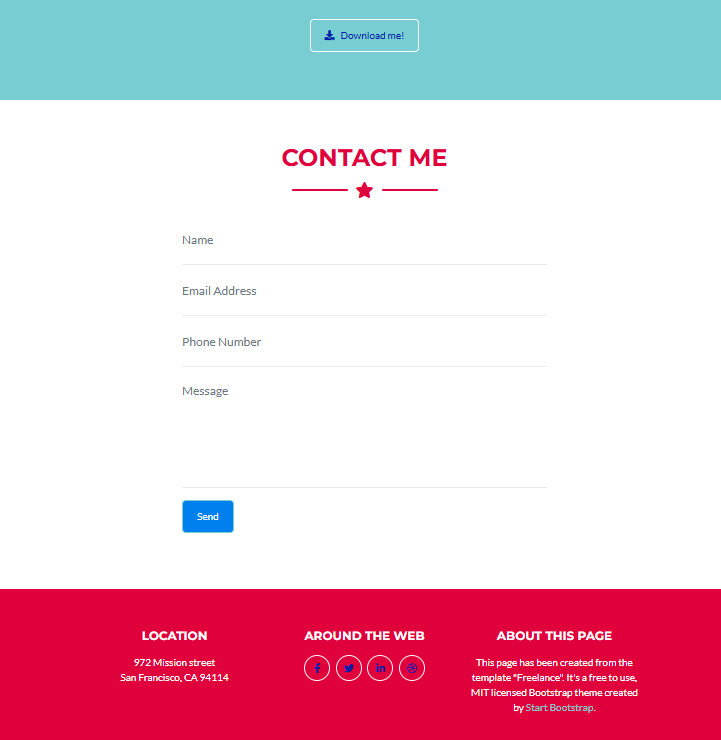 Download me!
CONTACT ME
Name
Email Address
Phone Number
Message
Send
LOCATION
972 Mission street
San Francisco, CA 94114
AROUND THE WEB
ABOUT THIS PAGE
This page has been created from the
template "Freelance". It's a free to use,
MIT licensed Bootstrap theme created
by Start Bootstrap.